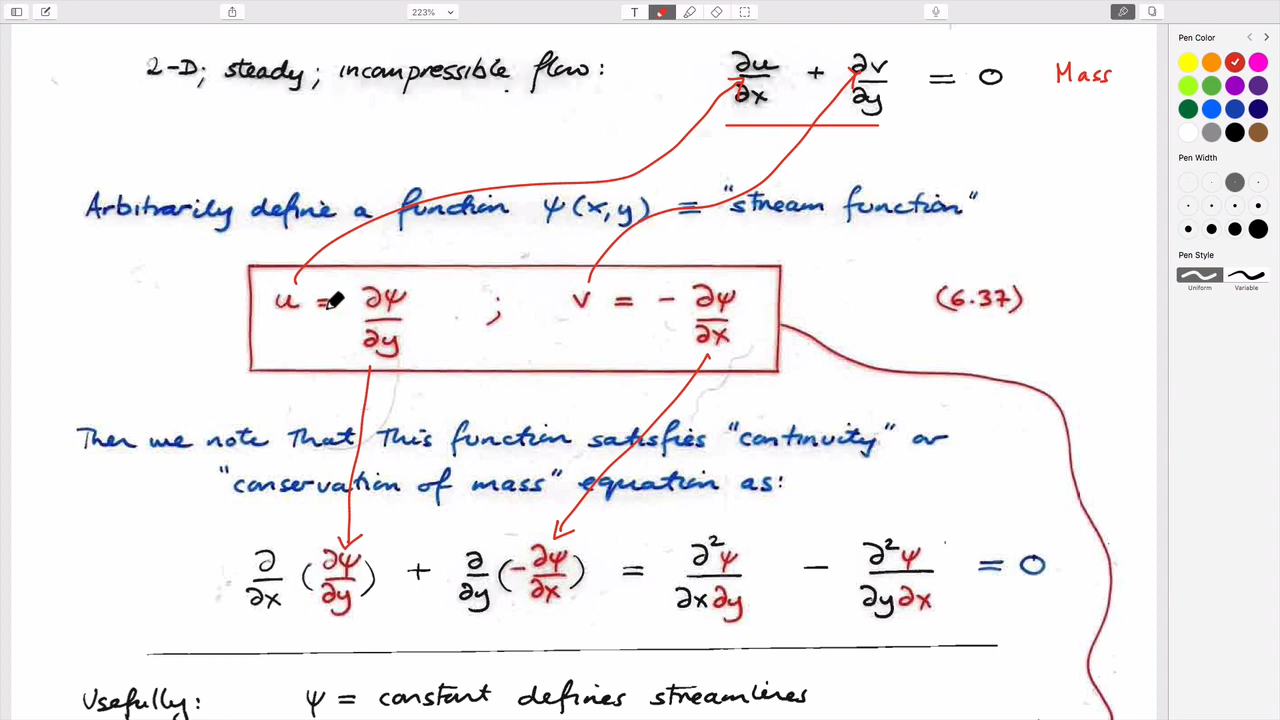 223%
T
2-D; steady; incompressible flow: ∂u/∂x + ∂v/∂y = 0 Mass
Arbitrarily define a function ψ(x,y) ≡ "stream function"
u = ∂ψ/∂y ; v = - ∂ψ/∂x (6.37)
Then we note that this function satisfies "continuity" or
"conservation of mass" equation as:
∂/∂x (∂ψ/∂y) + ∂/∂y (-∂ψ/∂x) = ∂²ψ/∂x∂y - ∂²ψ/∂y∂x = 0
Usefully: ψ = constant defines streamlines
Pen Color
Pen Width
Pen Style
Uniform
Variable